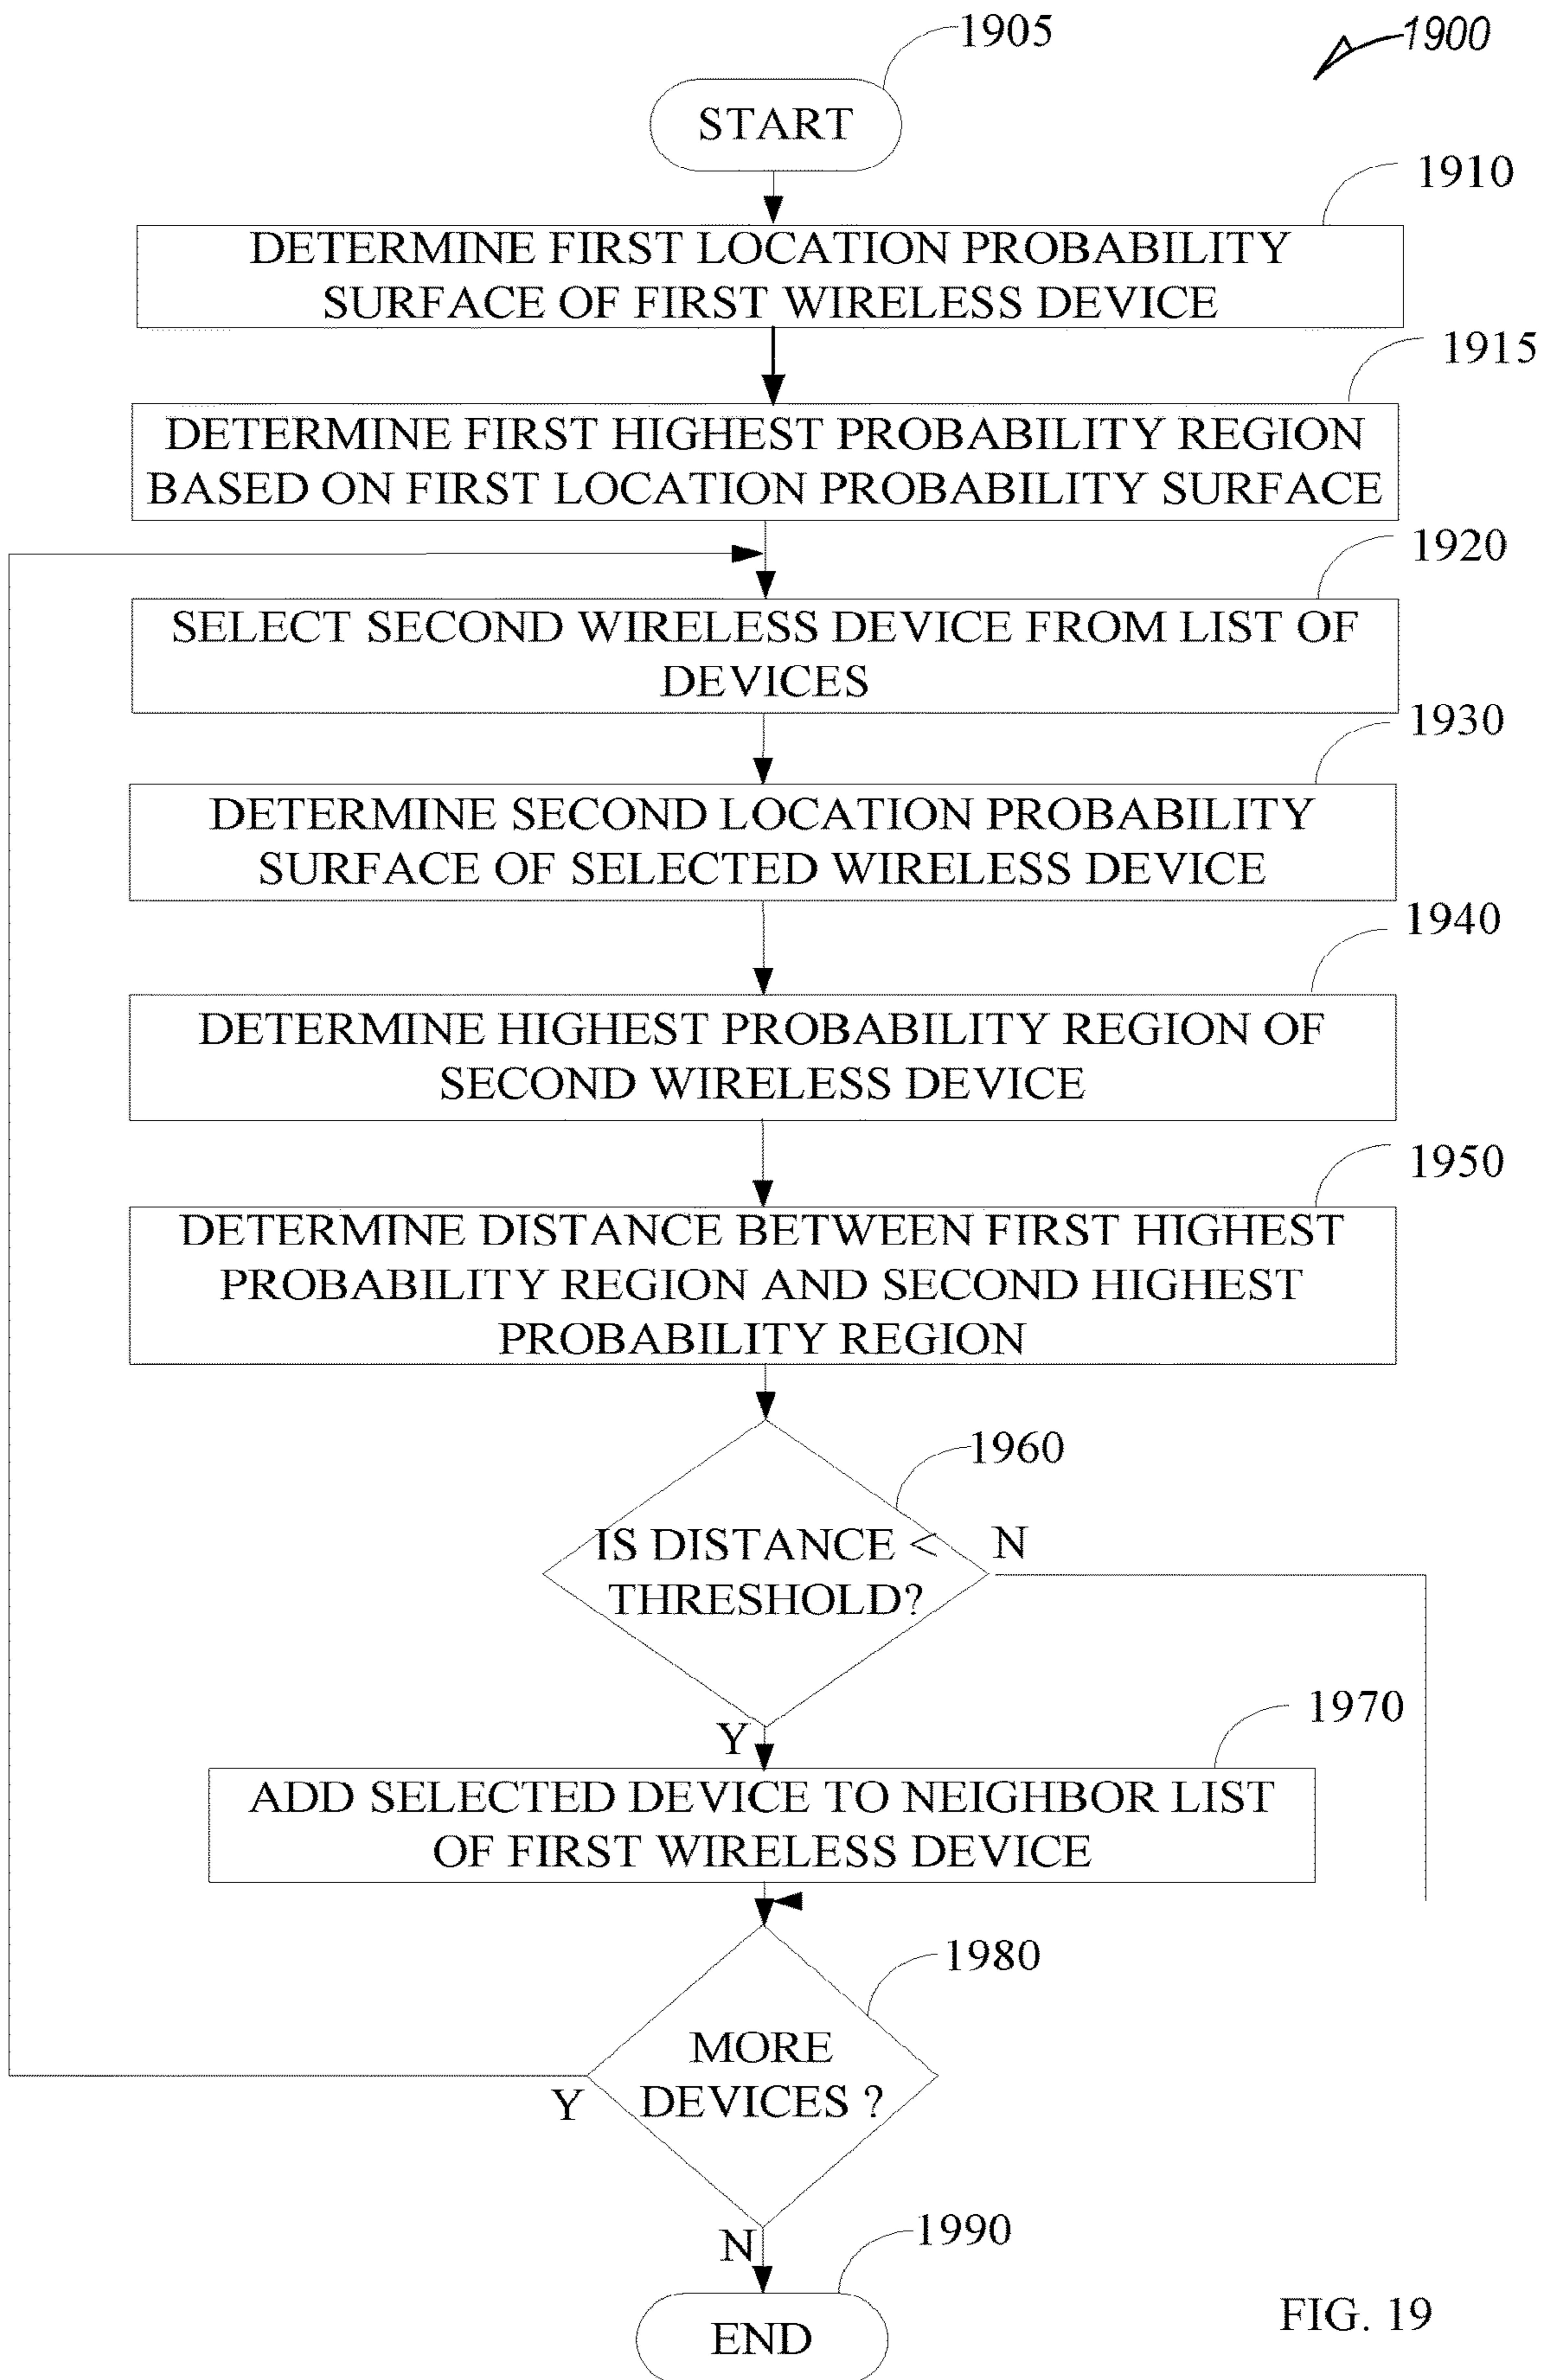 1905
1900
START
1910
DETERMINE FIRST LOCATION PROBABILITY
SURFACE OF FIRST WIRELESS DEVICE
1915
DETERMINE FIRST HIGHEST PROBABILITY REGION
BASED ON FIRST LOCATION PROBABILITY SURFACE
1920
SELECT SECOND WIRELESS DEVICE FROM LIST OF
DEVICES
1930
DETERMINE SECOND LOCATION PROBABILITY
SURFACE OF SELECTED WIRELESS DEVICE
1940
DETERMINE HIGHEST PROBABILITY REGION OF
SECOND WIRELESS DEVICE
1950
DETERMINE DISTANCE BETWEEN FIRST HIGHEST
PROBABILITY REGION AND SECOND HIGHEST
PROBABILITY REGION
1960
IS DISTANCE <
THRESHOLD?
N
Y
1970
ADD SELECTED DEVICE TO NEIGHBOR LIST
OF FIRST WIRELESS DEVICE
1980
MORE
DEVICES ?
Y
N
1990
END
FIG. 19